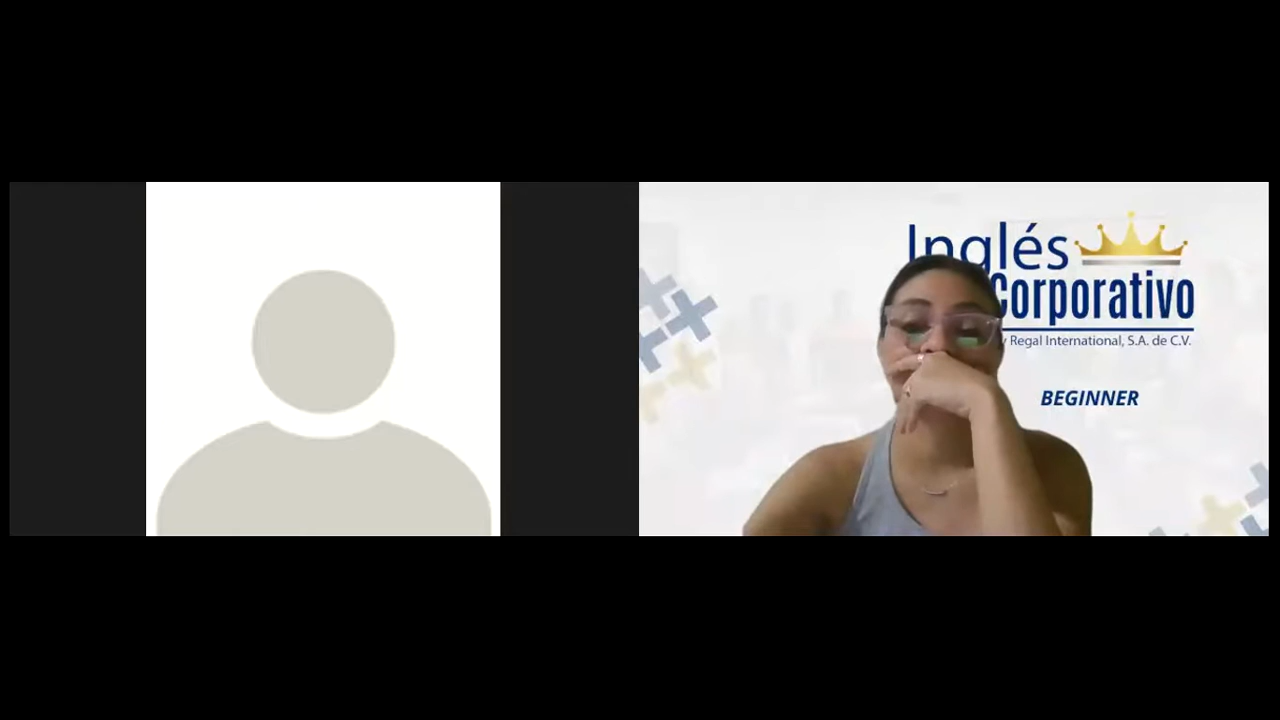 Inglés
Corporativo
Regal International, S.A. de C.V.
BEGINNER